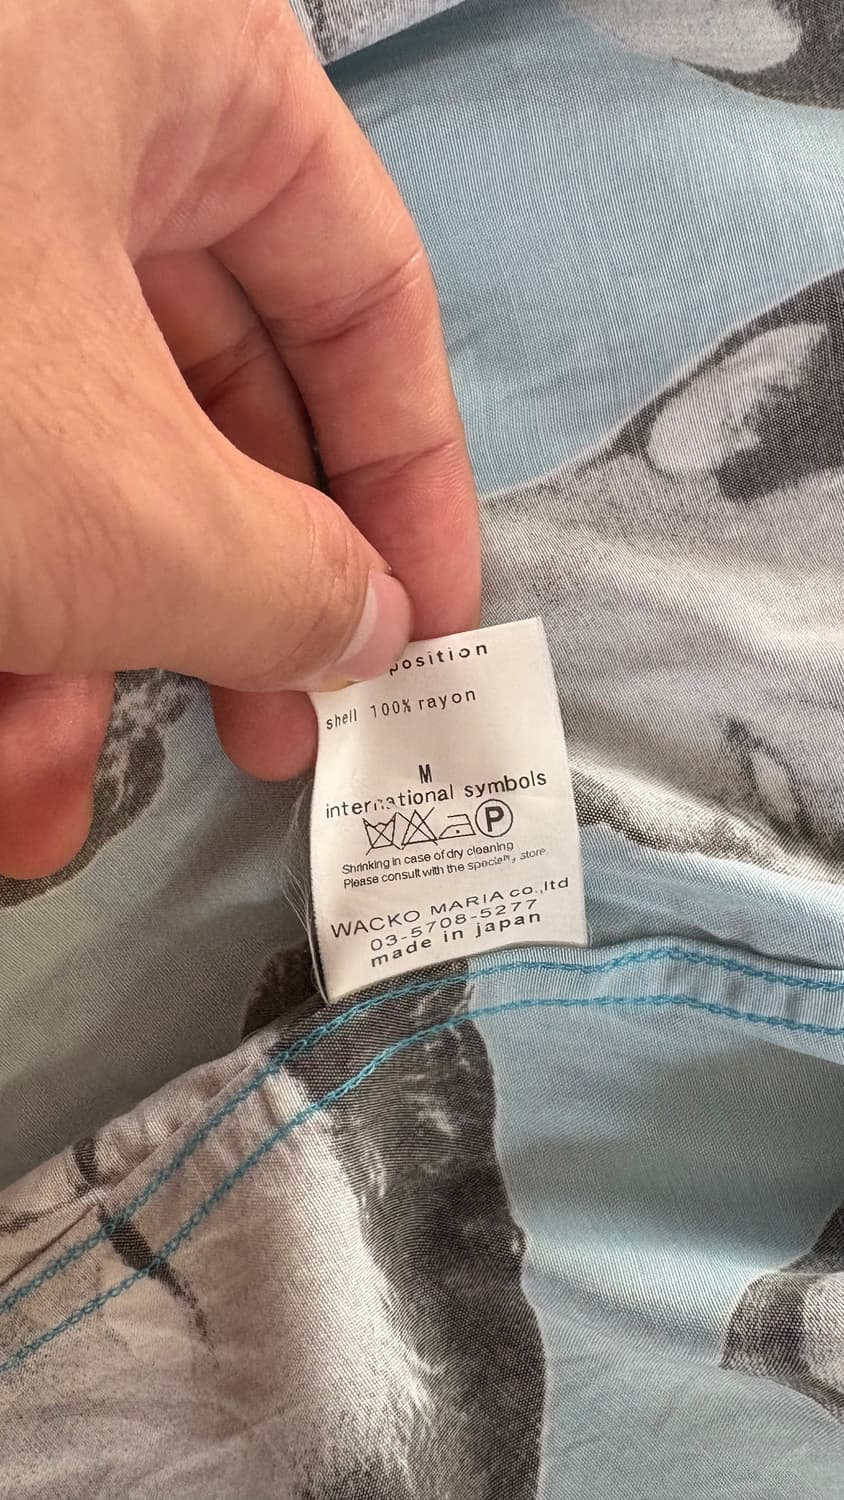 position
shell 100% rayon
M
international symbols
P
Shrinking in case of dry cleaning
Please consult with the specialty store.
WACKO MARIA co.,ltd
03-5708-5277
made in japan